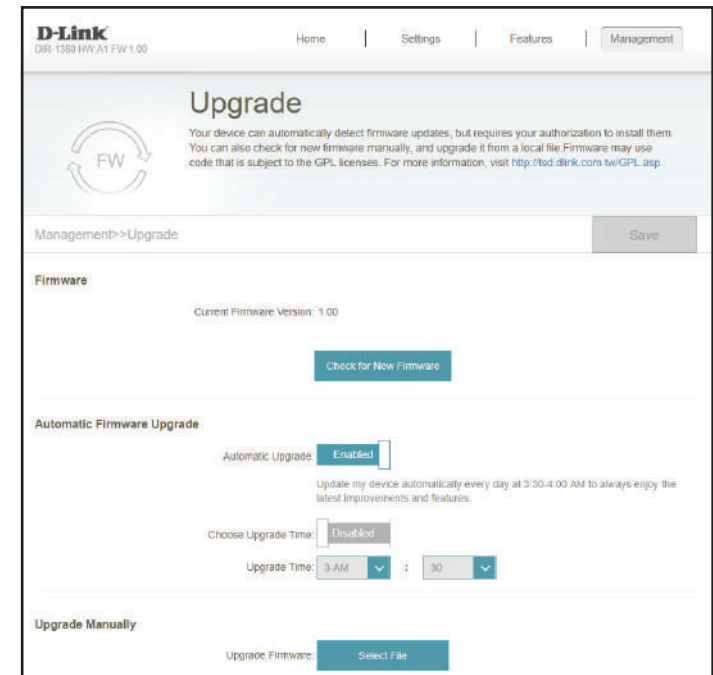 D-Link
DIR-1360 HW:A1 FW:1.00
Home | Settings | Features | Management
Upgrade
Your device can automatically detect firmware updates, but requires your authorization to install them.
You can also check for new firmware manually, and upgrade it from a local file.Firmware may use
code that is subject to the GPL licenses. For more information, visit http://tsd.dlink.com.tw/GPL.asp.
FW
Management>>Upgrade
Save
Firmware
Current Firmware Version: 1.00
Check for New Firmware
Automatic Firmware Upgrade
Automatic Upgrade: Enabled
Update my device automatically every day at 3:30-4:00 AM to always enjoy the
latest improvements and features.
Choose Upgrade Time: Disabled
Upgrade Time: 3 AM : 30
Upgrade Manually
Upgrade Firmware: Select File